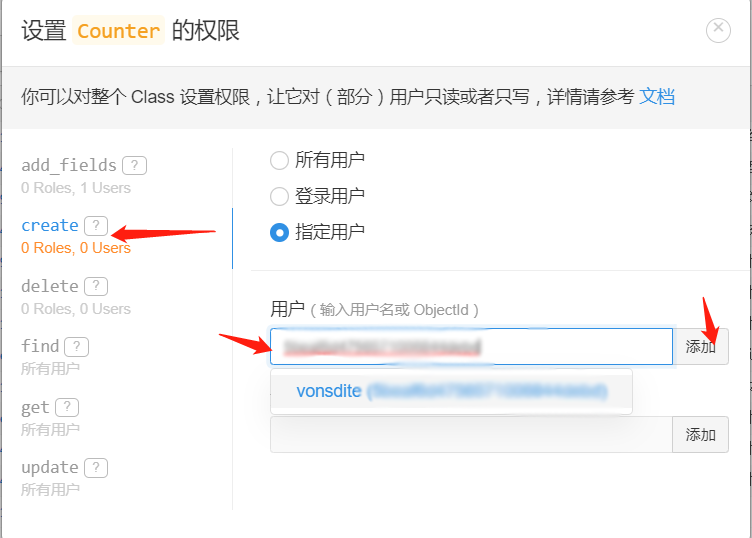 设置 Counter 的权限
你可以对整个 Class 设置权限，让它对（部分）用户只读或者只写，详情请参考 文档
add_fields ?
0 Roles, 1 Users
create ?
0 Roles, 0 Users
delete ?
0 Roles, 0 Users
find ?
所有用户
get ?
所有用户
update ?
所有用户
所有用户
登录用户
指定用户
用户（输入用户名或 ObjectId）
添加
vonsdite
添加